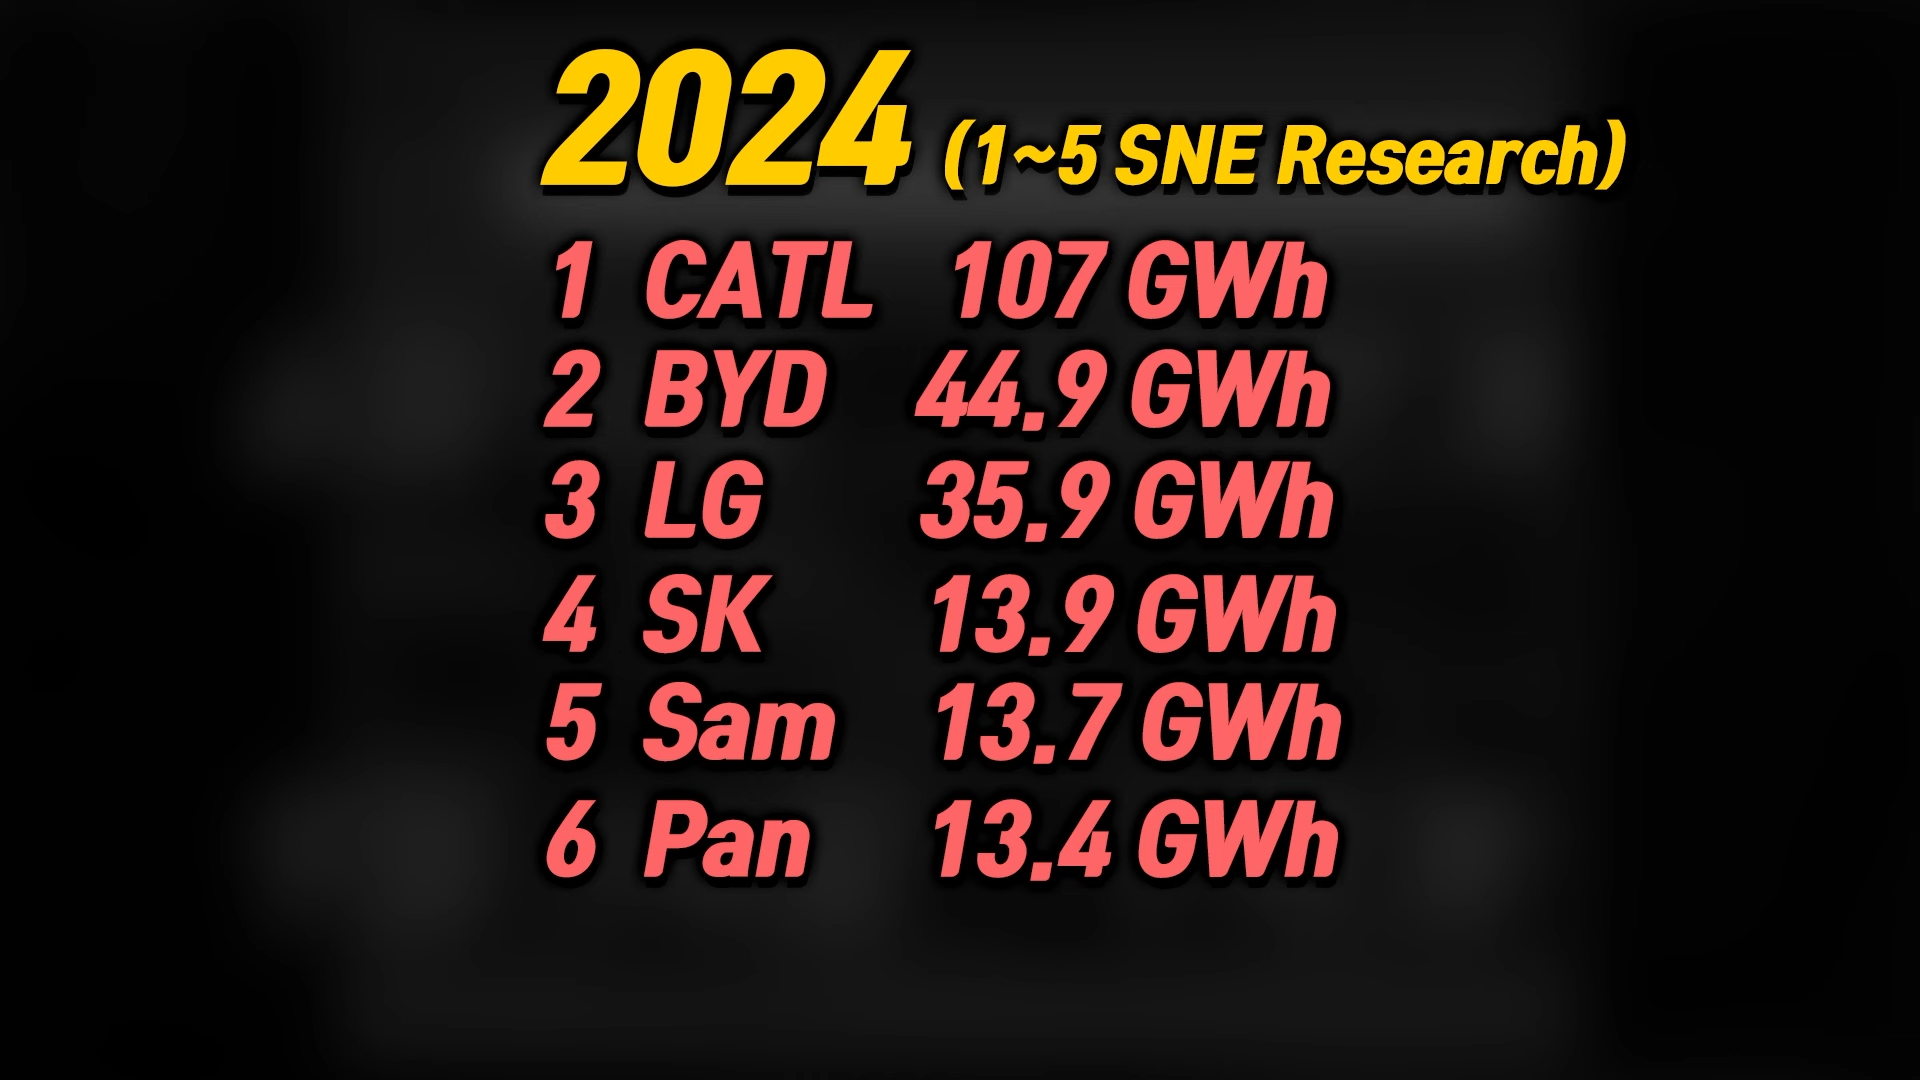 2024 (1~5 SNE Research)
1 CATL 107 GWh
2 BYD 44.9 GWh
3 LG 35.9 GWh
4 SK 13.9 GWh
5 Sam 13.7 GWh
6 Pan 13.4 GWh